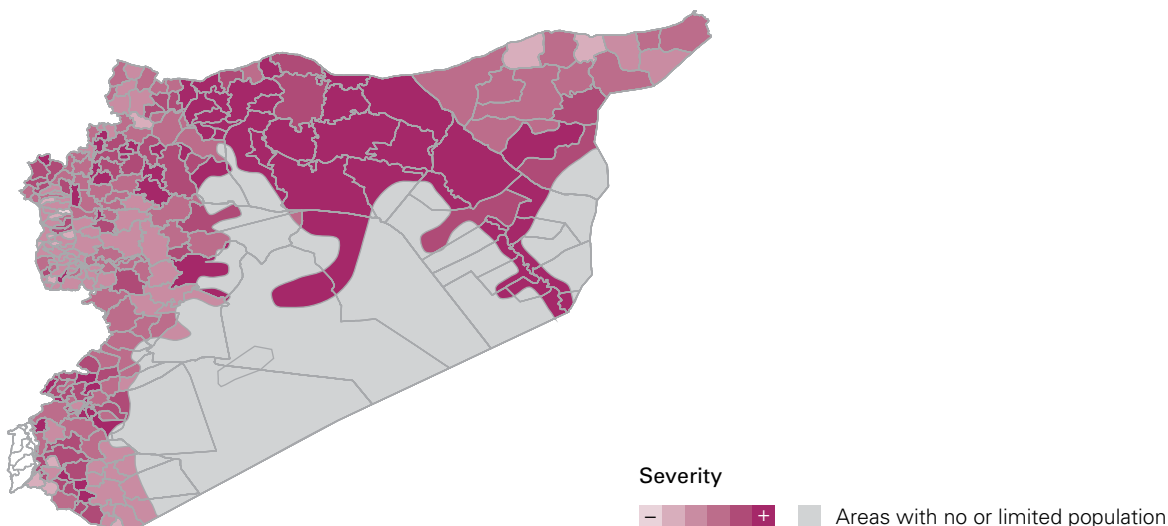 Severity
– + Areas with no or limited population